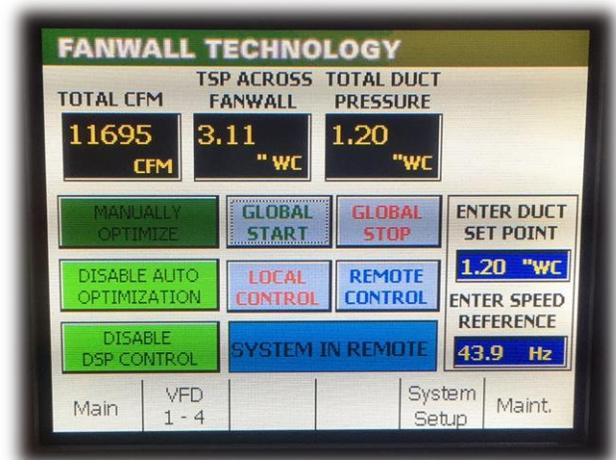 FANWALL TECHNOLOGY
TOTAL CFM
TSP ACROSS
FANWALL
TOTAL DUCT
PRESSURE
11695
CFM
3.11
" WC
1.20
"WC
MANUALLY
OPTIMIZE
GLOBAL
START
GLOBAL
STOP
ENTER DUCT
SET POINT
1.20 "WC
DISABLE AUTO
OPTIMIZATION
LOCAL
CONTROL
REMOTE
CONTROL
ENTER SPEED
REFERENCE
43.9 Hz
DISABLE
DSP CONTROL
SYSTEM IN REMOTE
Main
VFD
1 - 4
System
Setup
Maint.